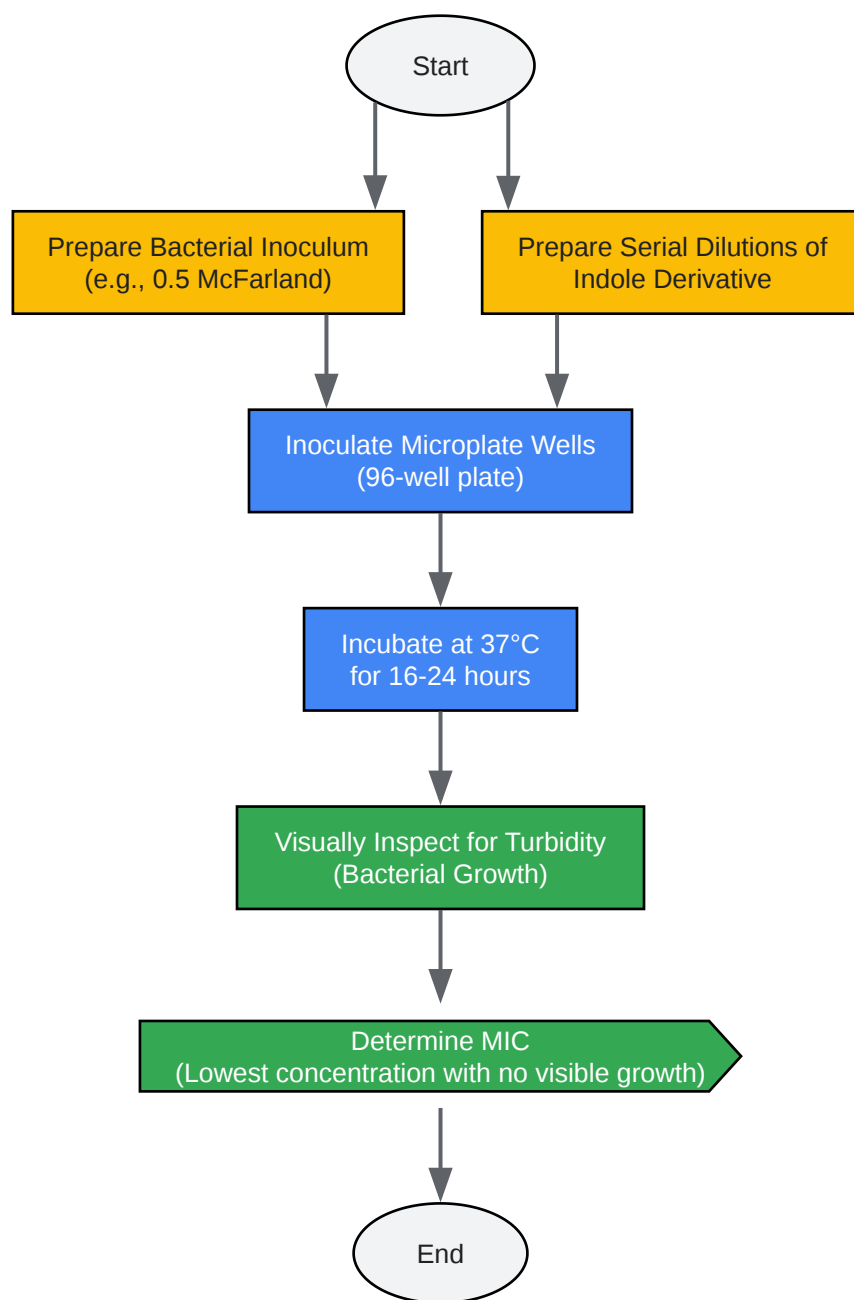 Start
Prepare Bacterial Inoculum
(e.g., 0.5 McFarland)
Prepare Serial Dilutions of
Indole Derivative
Inoculate Microplate Wells
(96-well plate)
Incubate at 37°C
for 16-24 hours
Visually Inspect for Turbidity
(Bacterial Growth)
Determine MIC
(Lowest concentration with no visible growth)
End